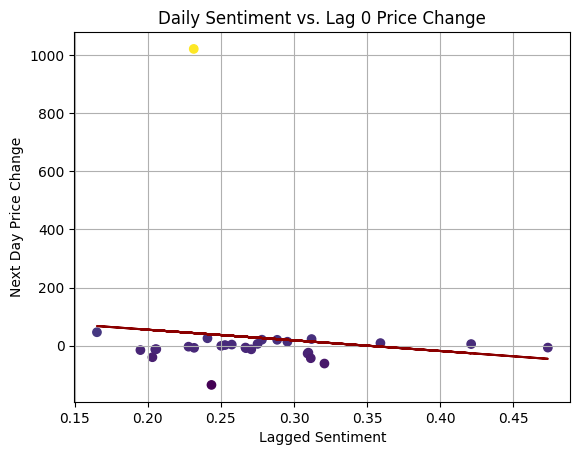 Daily Sentiment vs. Lag 0 Price Change
Next Day Price Change
1000
800
600
400
200
0
0.15 0.20 0.25 0.30 0.35 0.40 0.45
Lagged Sentiment